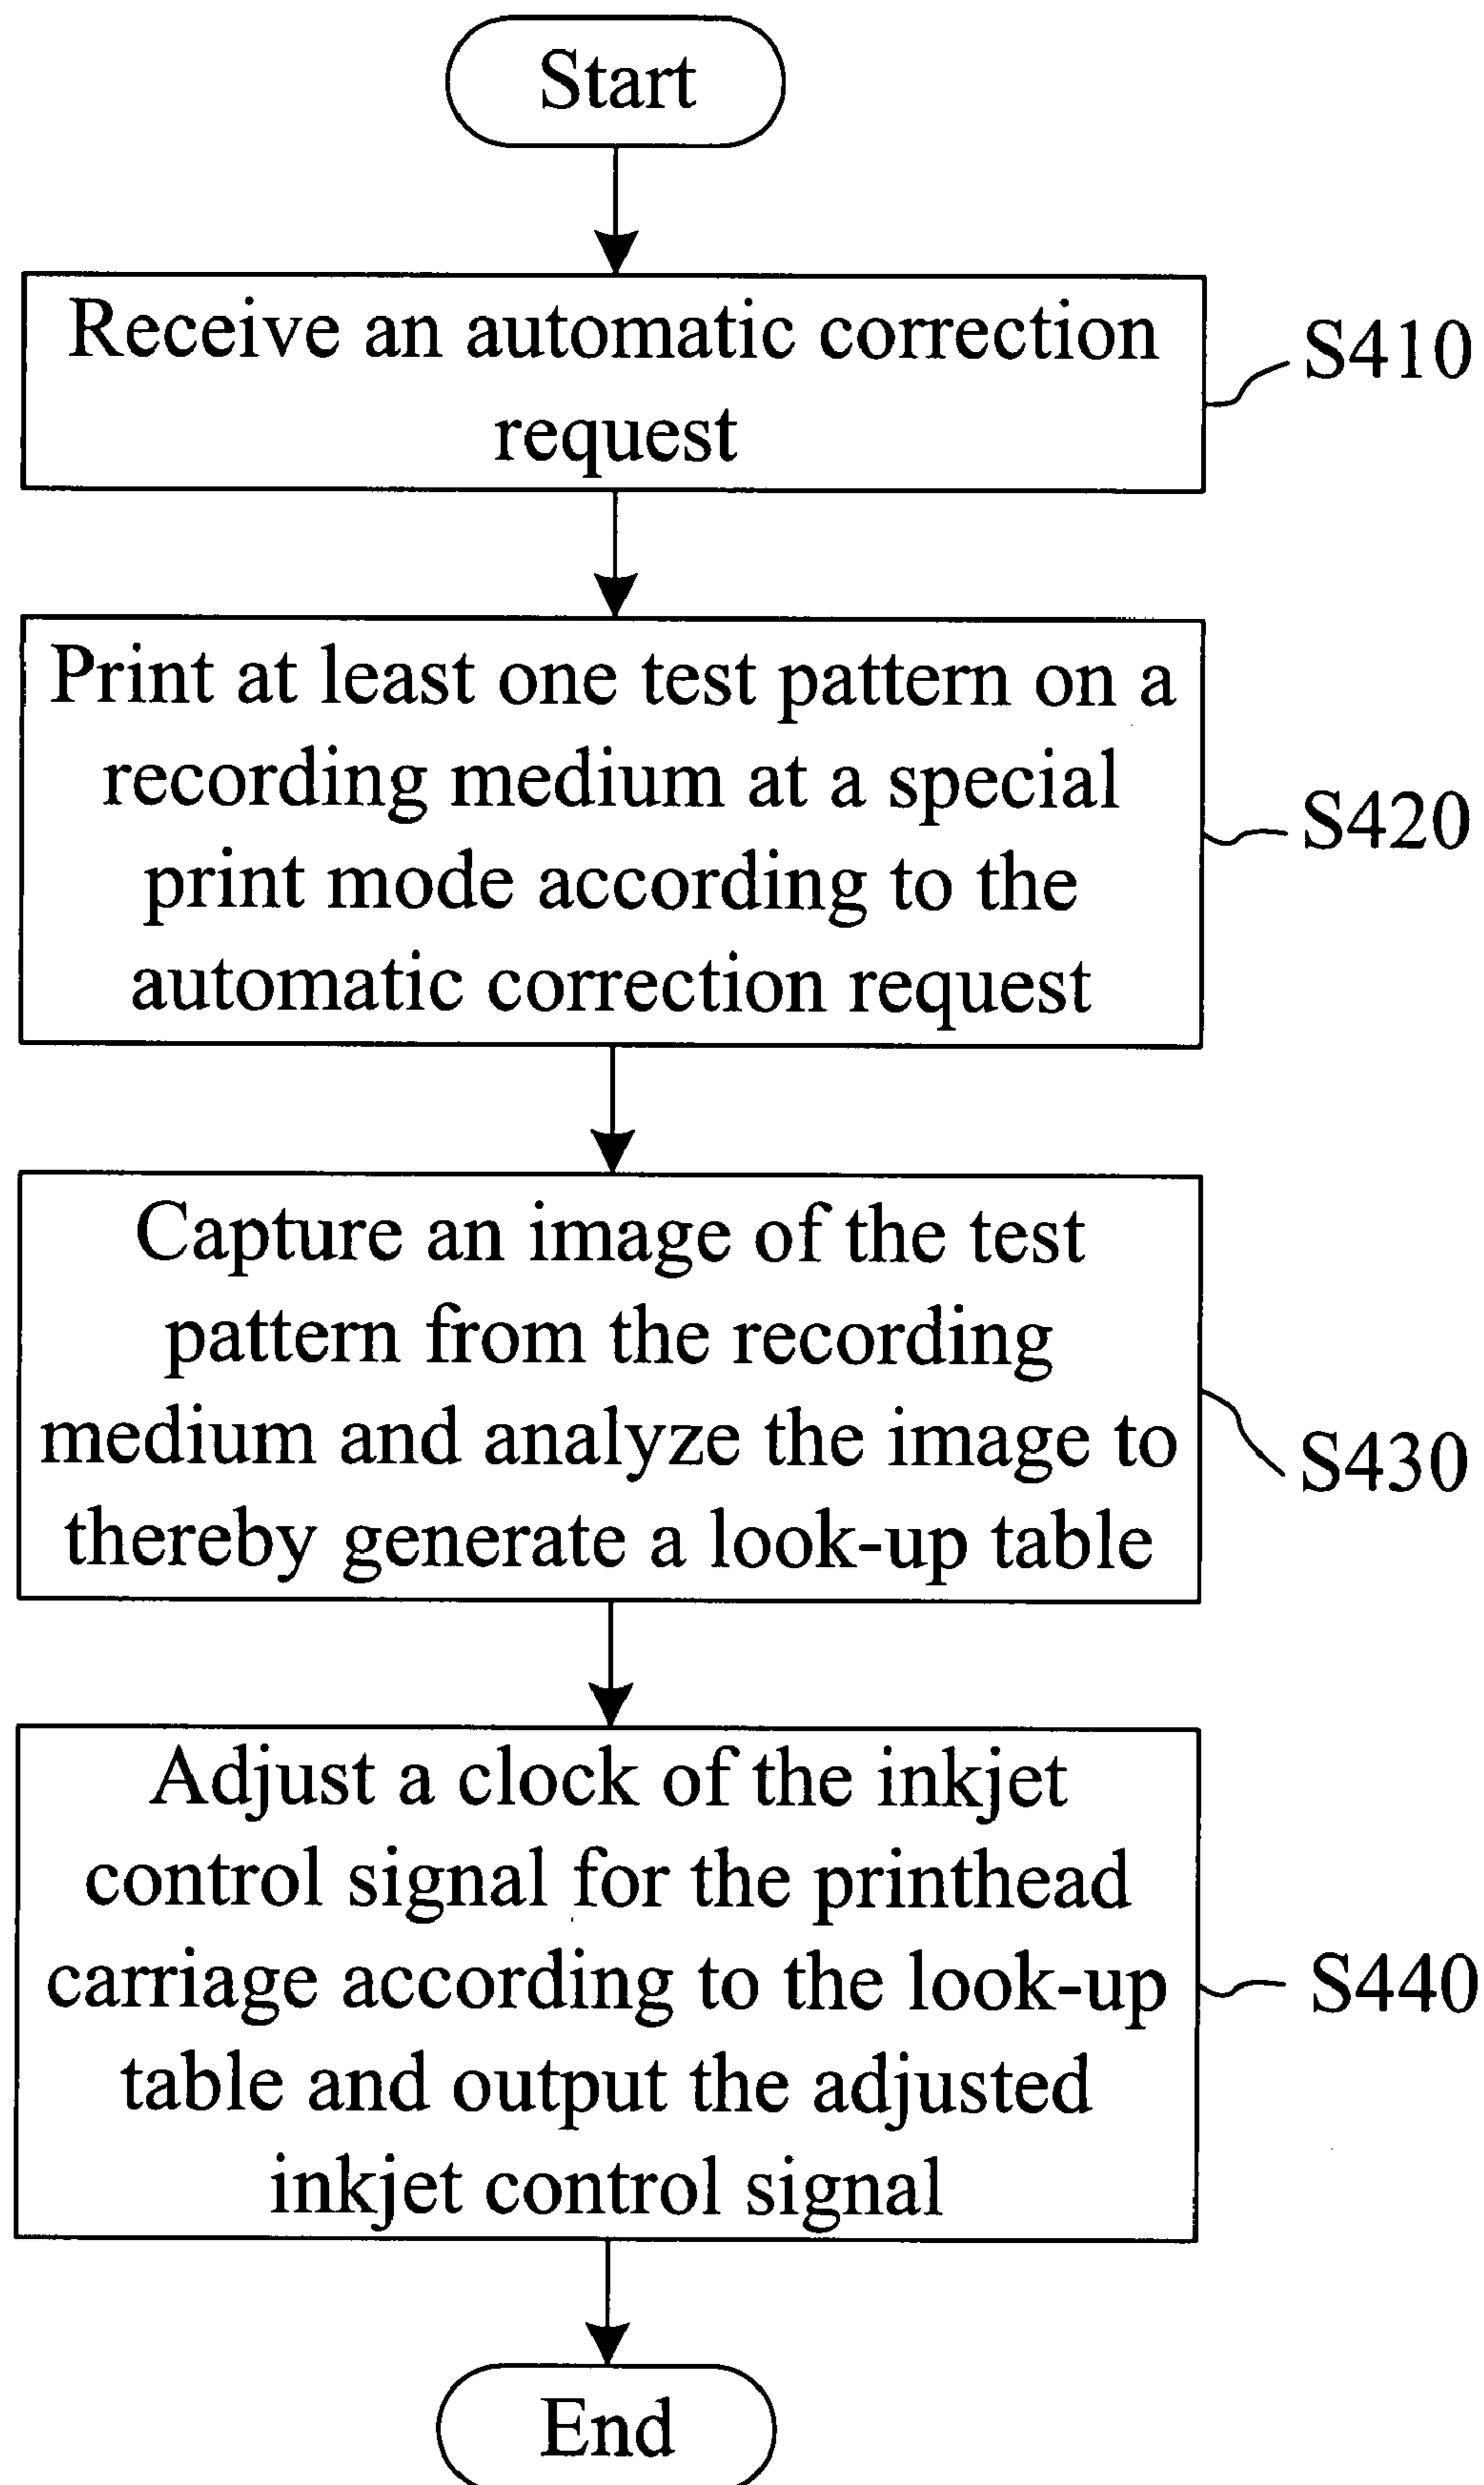 Start
Receive an automatic correction
request
S410
Print at least one test pattern on a
recording medium at a special
print mode according to the
automatic correction request
S420
Capture an image of the test
pattern from the recording
medium and analyze the image to
thereby generate a look-up table
S430
Adjust a clock of the inkjet
control signal for the printhead
carriage according to the look-up
table and output the adjusted
inkjet control signal
S440
End